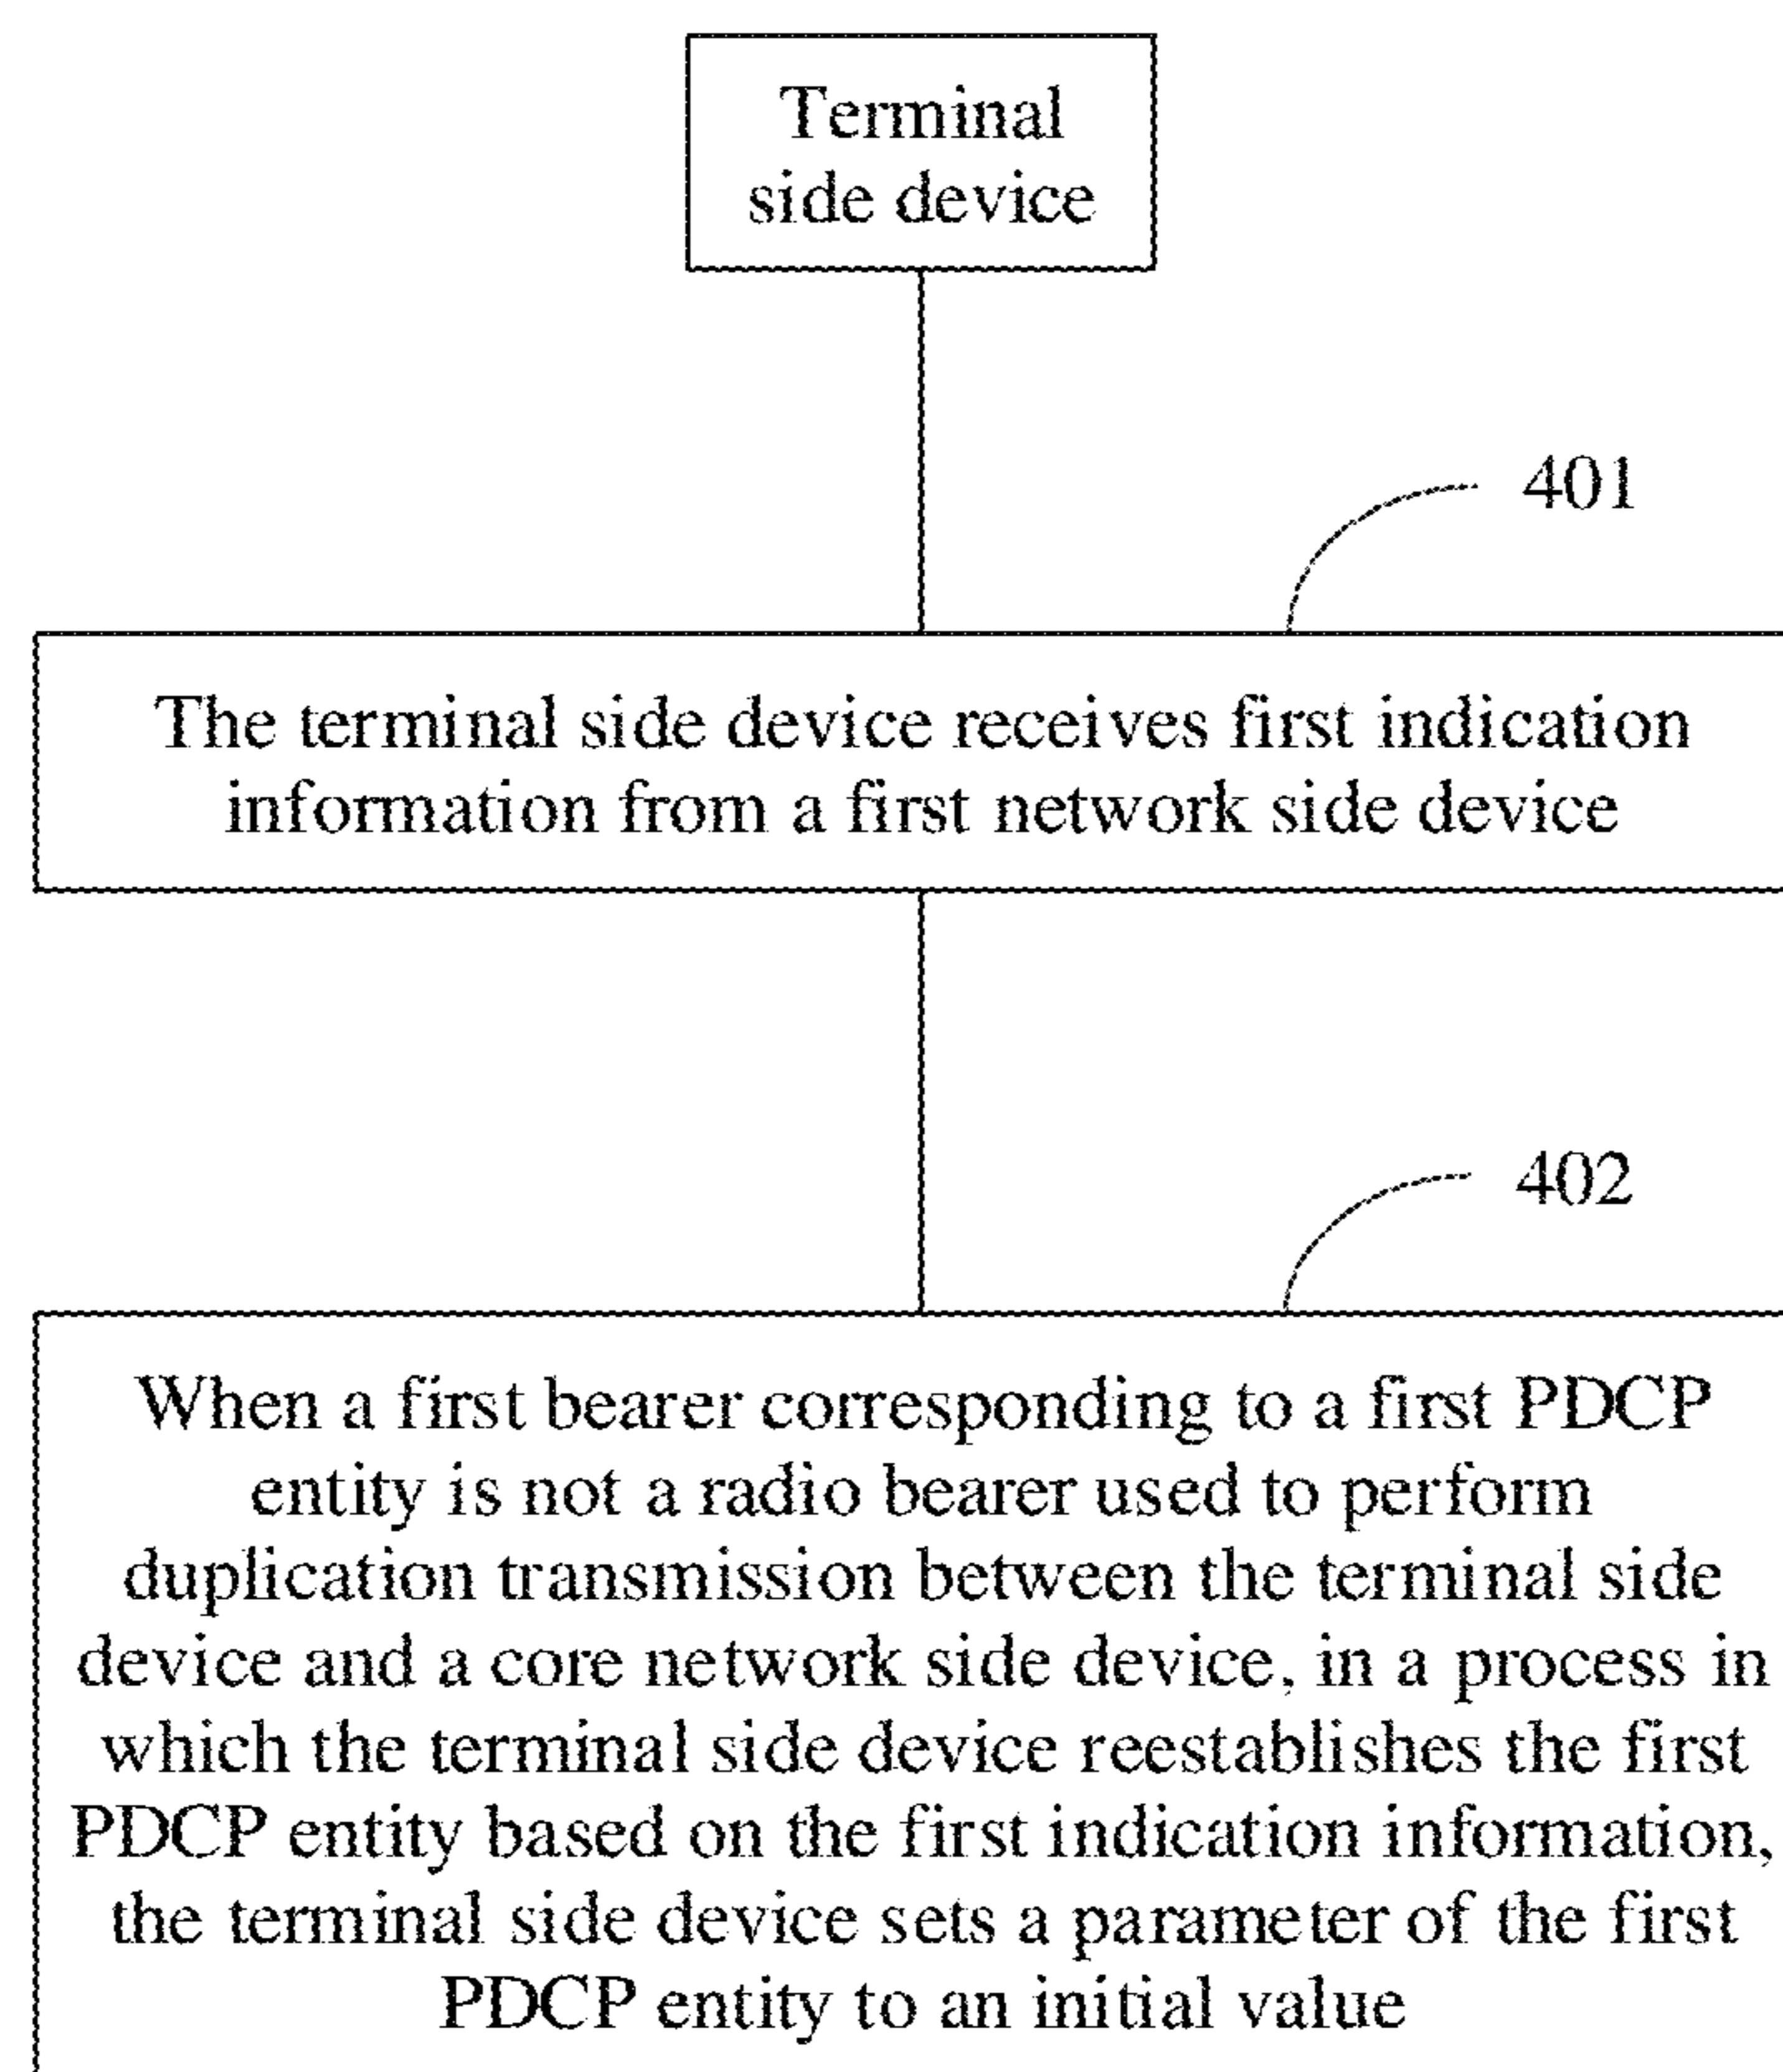 Terminal
side device
401
The terminal side device receives first indication
information from a first network side device
402
When a first bearer corresponding to a first PDCP
entity is not a radio bearer used to perform
duplication transmission between the terminal side
device and a core network side device, in a process in
which the terminal side device reestablishes the first
PDCP entity based on the first indication information,
the terminal side device sets a parameter of the first
PDCP entity to an initial value